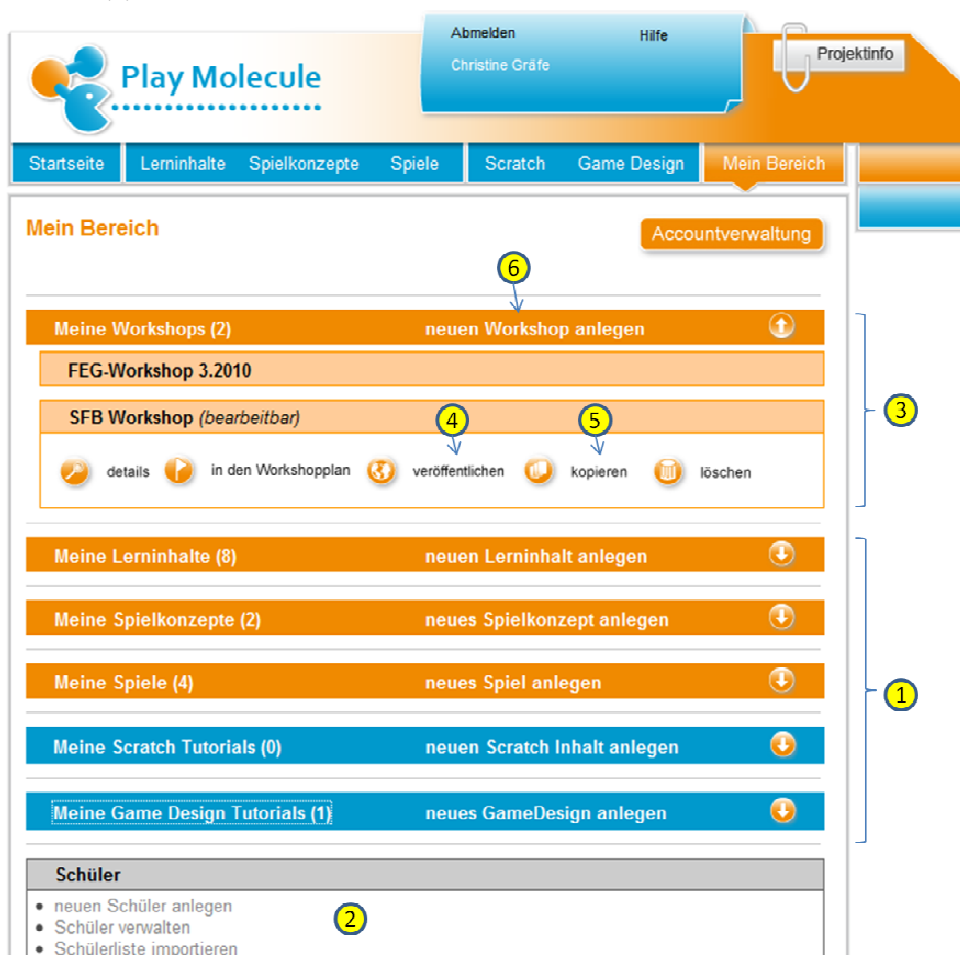 Abmelden Hilfe
Projektinfo
Christine Gräfe
Play Molecule
Startseite Lerninhalte Spielkonzepte Spiele Scratch Game Design Mein Bereich
Mein Bereich
Accountverwaltung
6
Meine Workshops (2) neuen Workshop anlegen
FEG-Workshop 3.2010
3
SFB Workshop (bearbeitbar)
4 5
details in den Workshopplan veröffentlichen kopieren löschen
Meine Lerninhalte (8) neuen Lerninhalt anlegen
Meine Spielkonzepte (2) neues Spielkonzept anlegen
Meine Spiele (4) neues Spiel anlegen
1
Meine Scratch Tutorials (0) neuen Scratch Inhalt anlegen
Meine Game Design Tutorials (1) neues GameDesign anlegen
Schüler
neuen Schüler anlegen
2
Schüler verwalten
Schülerliste importieren